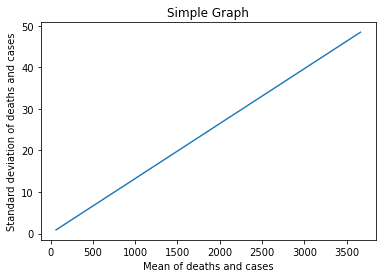 Simple Graph
50
40
30
20
10
0
Standard deviation of deaths and cases
0 500 1000 1500 2000 2500 3000 3500
Mean of deaths and cases